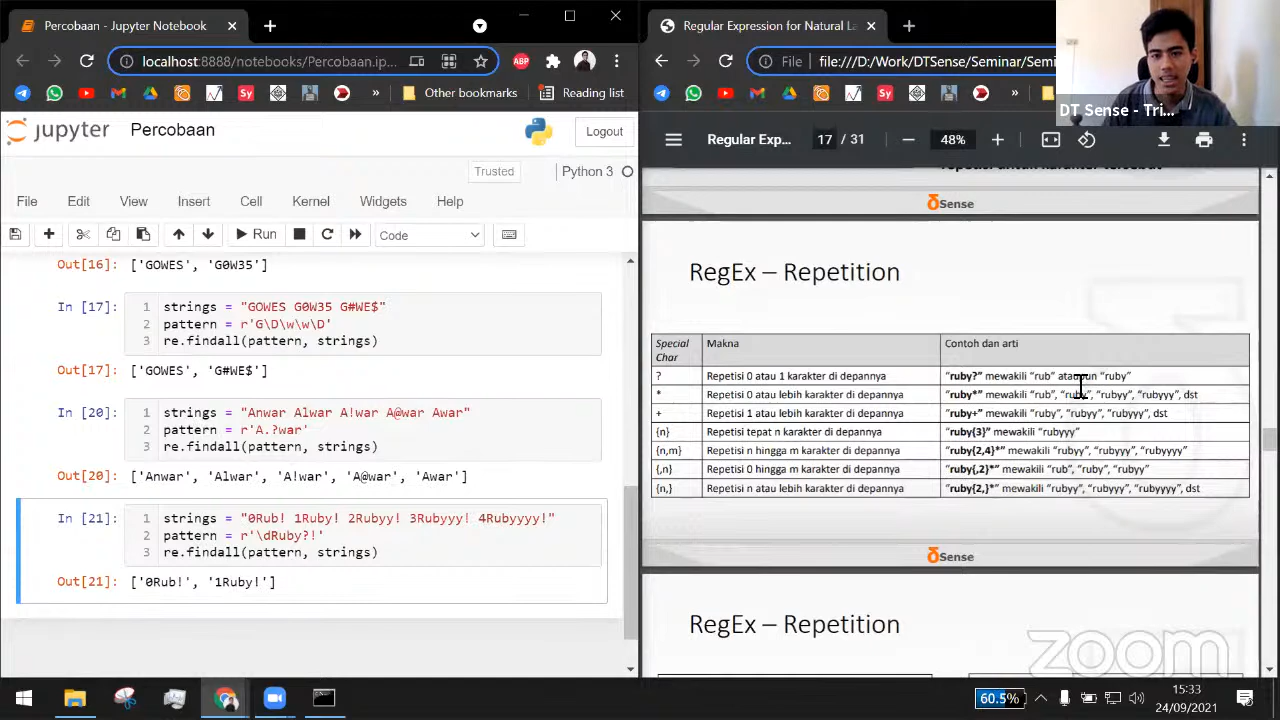 Percobaan - Jupyter Notebook
localhost:8888/notebooks/Percobaan.ip...
ABP
Sy
Other bookmarks
Reading list
jupyter
Percobaan
Logout
Trusted
Python 3
File
Edit
View
Insert
Cell
Kernel
Widgets
Help
Run
Code
Out[16]: ['GOWES', 'G0W35']
In [17]:
1 strings = "GOWES G0W35 G#WE$"
2 pattern = r'G\D\w\w\D'
3 re.findall(pattern, strings)
Out[17]: ['GOWES', 'G#WE$']
In [20]:
1 strings = "Anwar Alwar A!war A@war Awar"
2 pattern = r'A.?war'
3 re.findall(pattern, strings)
Out[20]: ['Anwar', 'Alwar', 'A!war', 'A@war', 'Awar']
In [21]:
1 strings = "0Rub! 1Ruby! 2Rubyy! 3Rubyyy! 4Rubyyyy!"
2 pattern = r'\dRuby?!'
3 re.findall(pattern, strings)
Out[21]: ['0Rub!', '1Ruby!']
Regular Expression for Natural La
File | file:///D:/Work/DTSense/Seminar/Semi
Sy
DT Sense - Tri...
Regular Exp...
17 / 31
48%
repetisi untuk karakter tersebut
Sense
RegEx – Repetition
Special Char
Makna
Contoh dan arti
? Repetisi 0 atau 1 karakter di depannya “ruby?” mewakili “rub” ataupun “ruby”
* Repetisi 0 atau lebih karakter di depannya “ruby*” mewakili “rub”, “ruby”, “rubyy”, “rubyyy”, dst
+ Repetisi 1 atau lebih karakter di depannya “ruby+” mewakili “ruby”, “rubyy”, “rubyyy”, dst
{n} Repetisi tepat n karakter di depannya “ruby{3}” mewakili “rubyyy”
{n,m} Repetisi n hingga m karakter di depannya “ruby{2,4}*” mewakili “rubyy”, “rubyyy”, “rubyyyy”
{,n} Repetisi 0 hingga n karakter di depannya “ruby{,2}*” mewakili “rub”, “ruby”, “rubyy”
{n,} Repetisi n atau lebih karakter di depannya “ruby{2,}*” mewakili “rubyy”, “rubyyy”, “rubyyyy”, dst
Sense
RegEx – Repetition
zoom
60.5%
15:33
24/09/2021